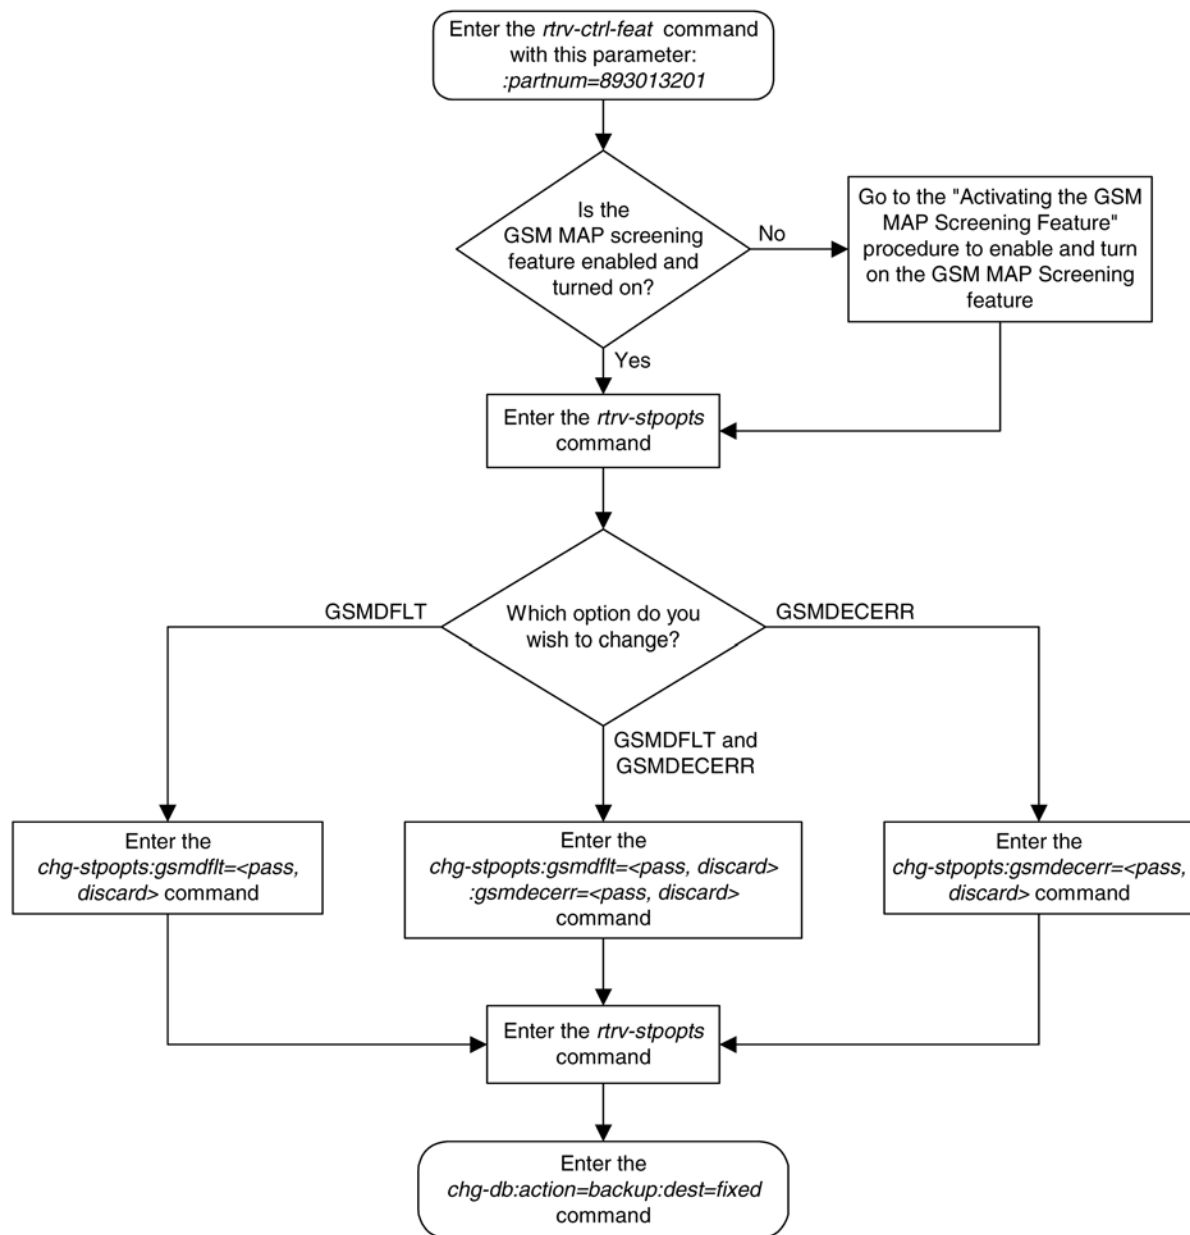 Enter the rtrv-ctrl-feat command
with this parameter:
:partnum=893013201
Is the
GSM MAP screening
feature enabled and
turned on?
No
Go to the "Activating the GSM
MAP Screening Feature"
procedure to enable and turn
on the GSM MAP Screening
feature
Yes
Enter the rtrv-stpopts
command
Which option do you
wish to change?
GSMDFLT
GSMDECERR
GSMDFLT and
GSMDECERR
Enter the
chg-stpopts:gsmdflt=<pass,
discard> command
Enter the
chg-stpopts:gsmdflt=<pass, discard>
:gsmdecerr=<pass, discard>
command
Enter the
chg-stpopts:gsmdecerr=<pass,
discard> command
Enter the rtrv-stpopts
command
Enter the
chg-db:action=backup:dest=fixed
command